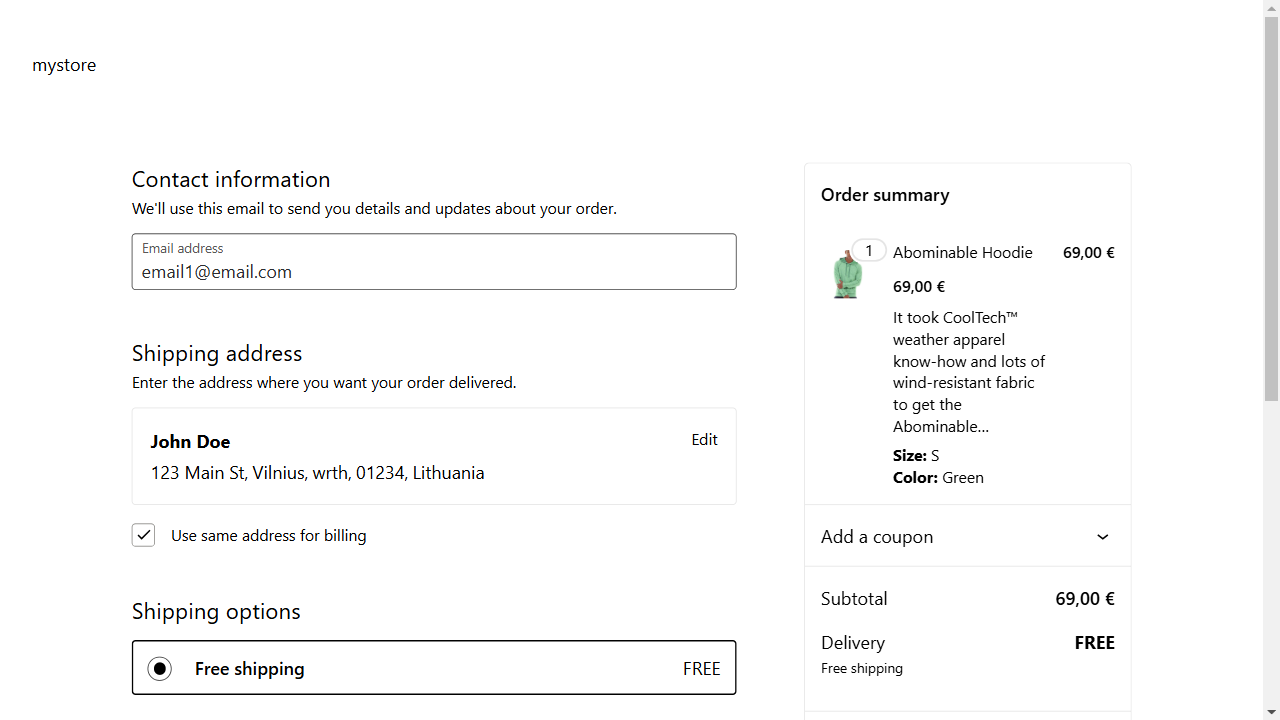 mystore
Contact information
We'll use this email to send you details and updates about your order.
Email address
email1@email.com
Shipping address
Enter the address where you want your order delivered.
John Doe
Edit
123 Main St, Vilnius, wrth, 01234, Lithuania
Use same address for billing
Shipping options
Free shipping FREE
Order summary
1
Abominable Hoodie 69,00 €
69,00 €
It took CoolTech™
weather apparel
know-how and lots of
wind-resistant fabric
to get the
Abominable…
Size: S
Color: Green
Add a coupon
Subtotal 69,00 €
Delivery FREE
Free shipping